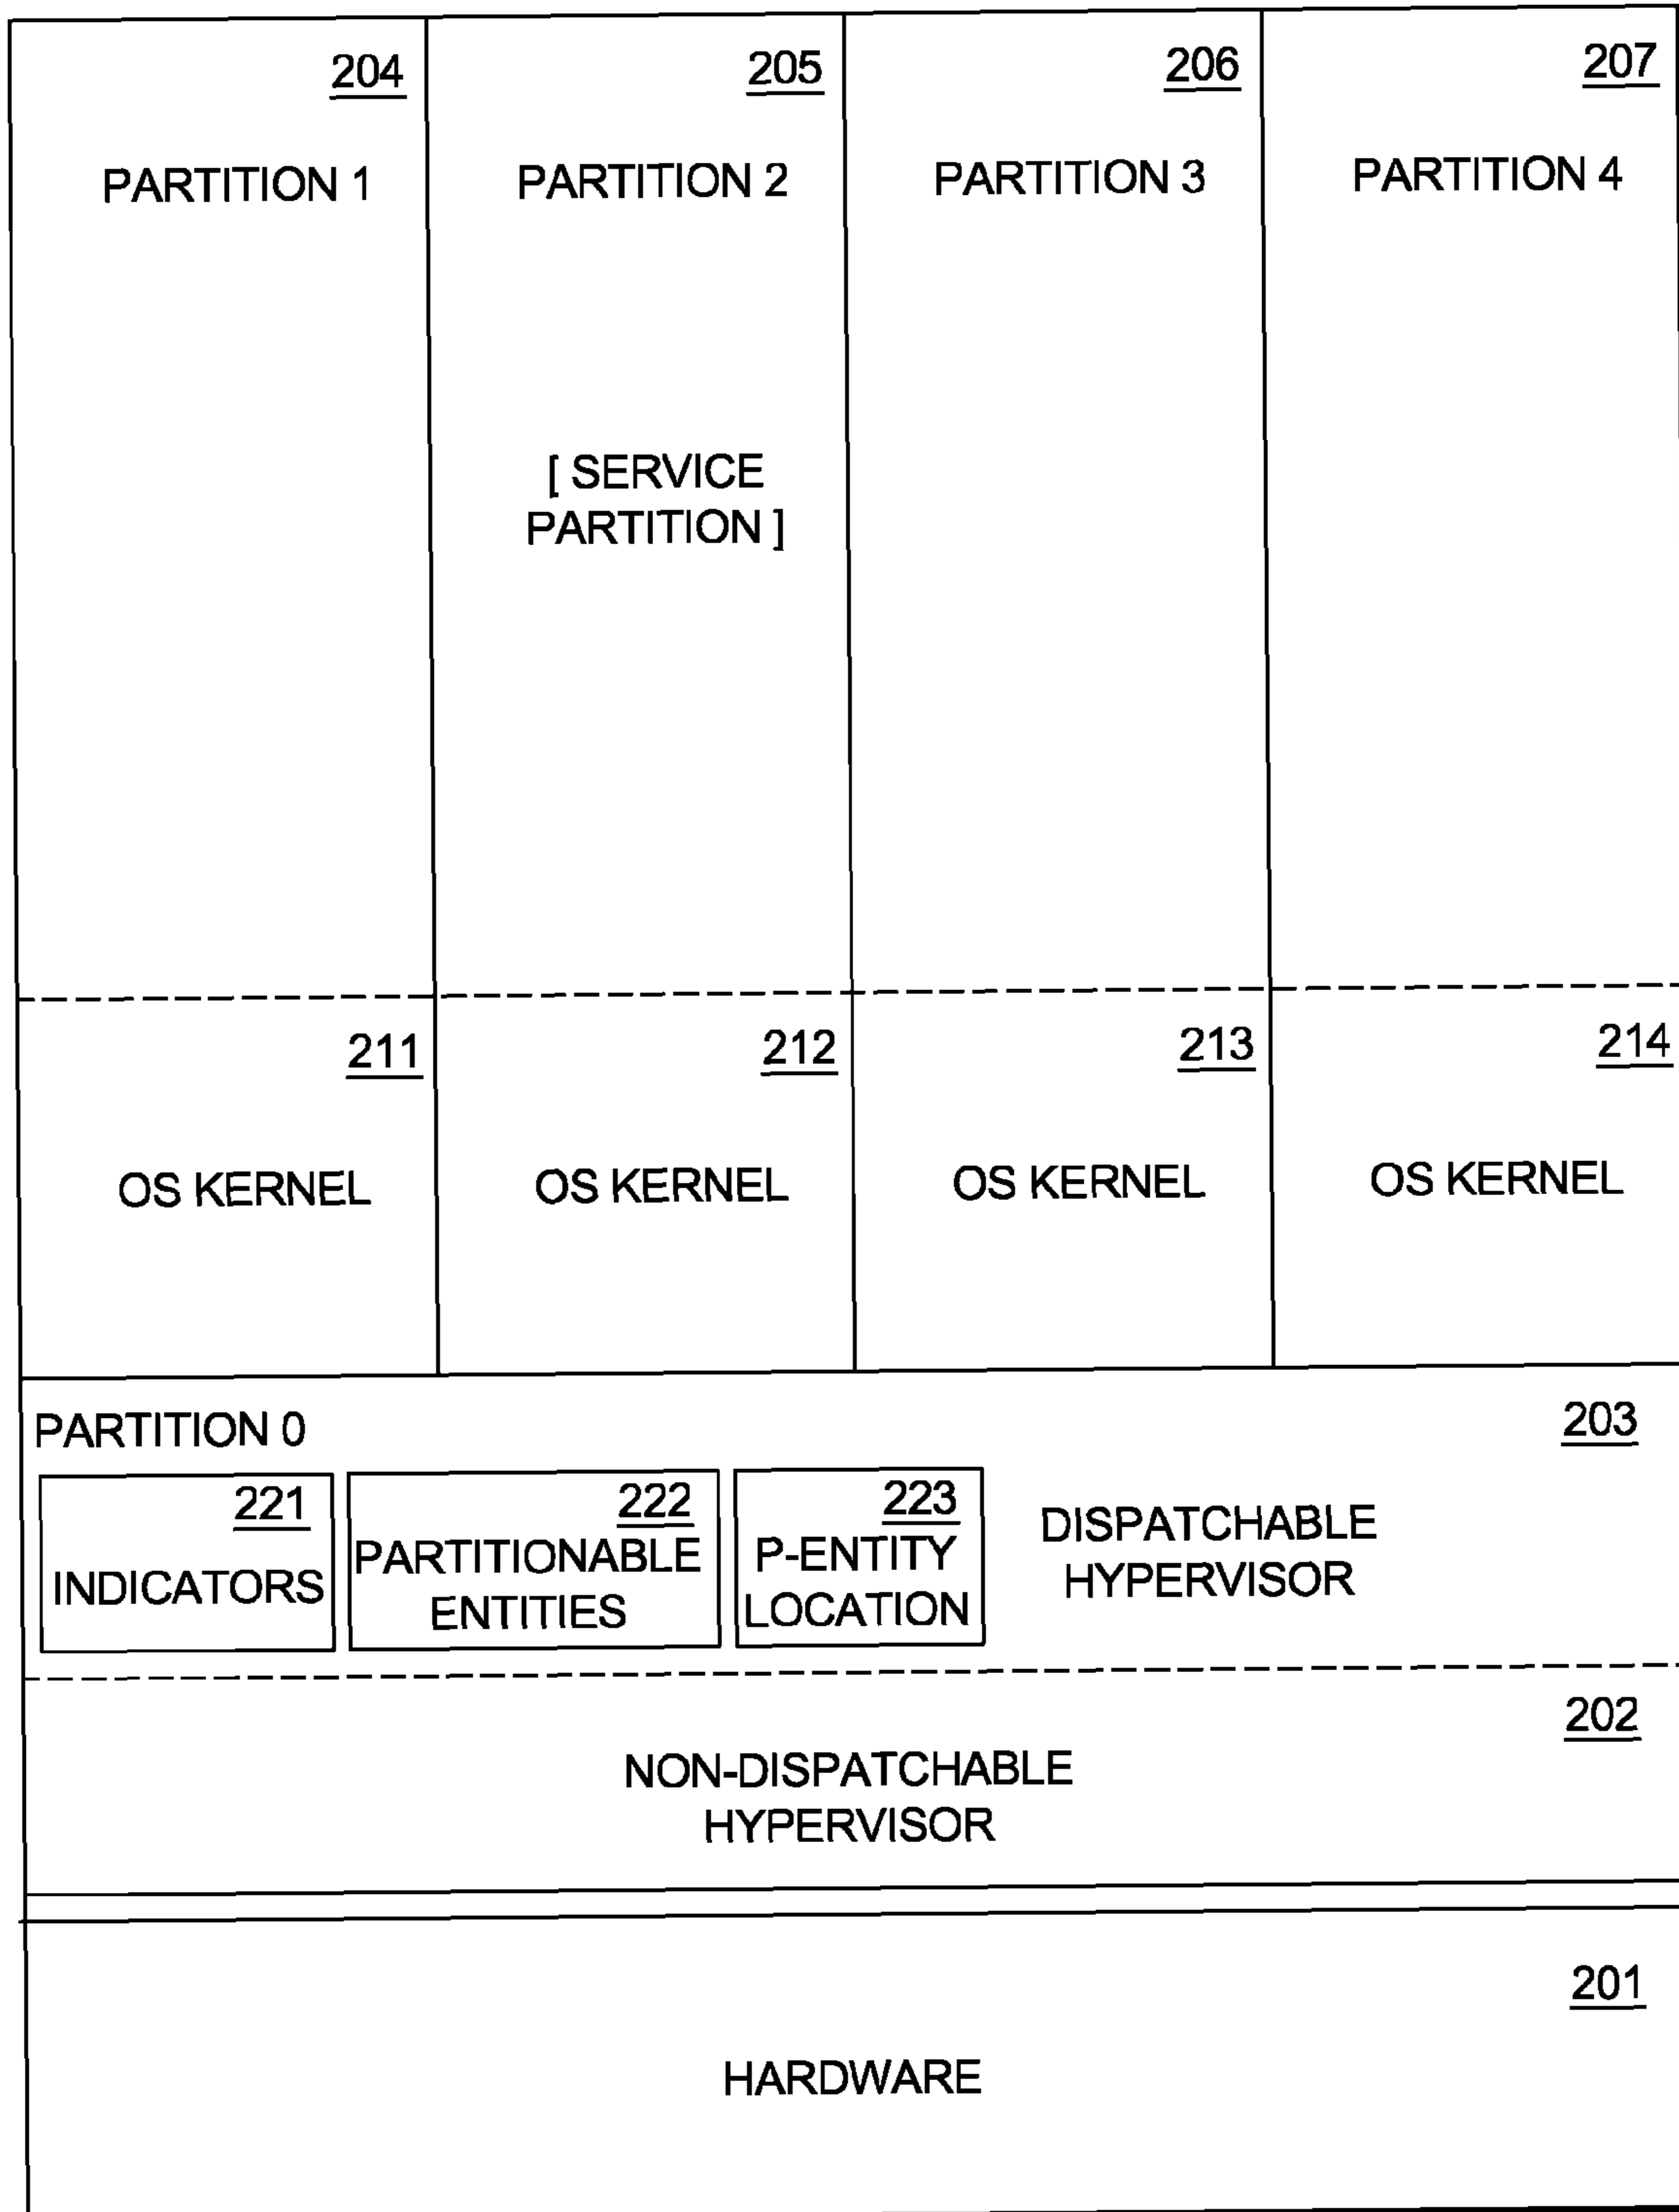 204
205
206
207
PARTITION 1
PARTITION 2
PARTITION 3
PARTITION 4
[ SERVICE
PARTITION ]
211
212
213
214
OS KERNEL
OS KERNEL
OS KERNEL
OS KERNEL
PARTITION 0
203
221
INDICATORS
222
PARTITIONABLE
ENTITIES
223
P-ENTITY
LOCATION
DISPATCHABLE
HYPERVISOR
202
NON-DISPATCHABLE
HYPERVISOR
201
HARDWARE